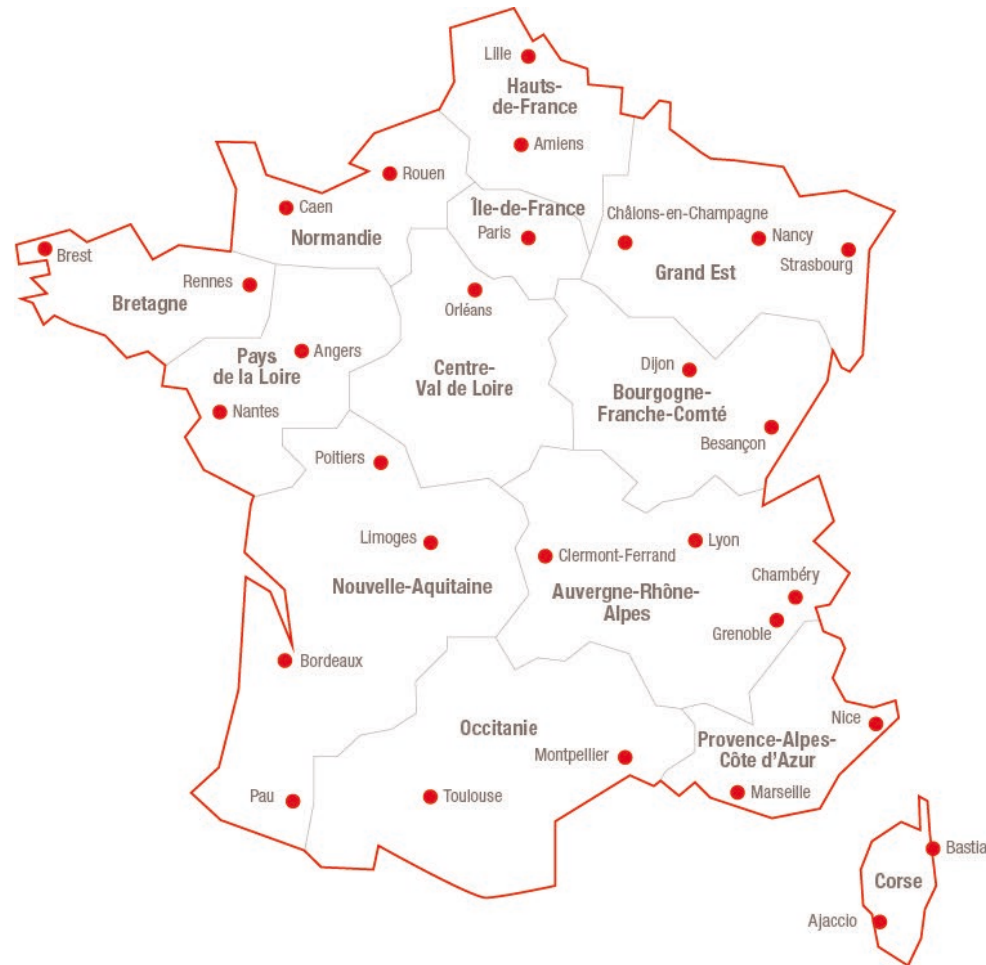 Lille
Hauts-
de-France
Amiens
Rouen
Caen
Normandie
Île-de-France
Paris
Châlons-en-Champagne
Nancy
Strasbourg
Grand Est
Brest
Rennes
Bretagne
Orléans
Angers
Pays
de la Loire
Nantes
Centre-
Val de Loire
Dijon
Bourgogne-
Franche-Comté
Besançon
Poitiers
Limoges
Nouvelle-Aquitaine
Clermont-Ferrand
Lyon
Auvergne-Rhône-
Alpes
Chambéry
Grenoble
Bordeaux
Occitanie
Montpellier
Nice
Provence-Alpes-
Côte d'Azur
Marseille
Pau
Toulouse
Bastia
Corse
Ajaccio